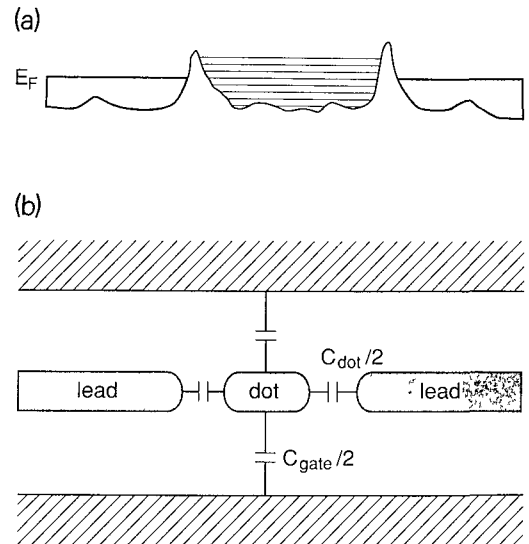 (a)
E_F
(b)
C_dot/2
lead
dot
lead
C_gate/2